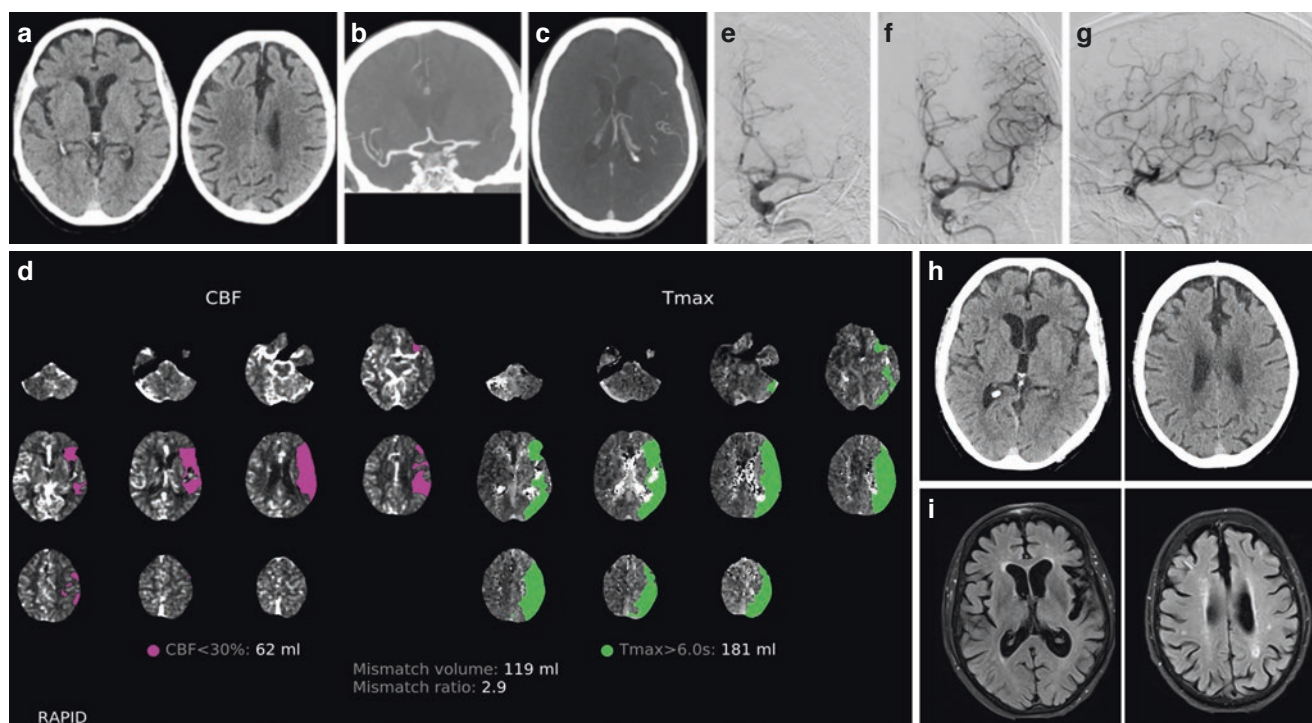 a
b
c
e
f
g
d
CBF
Tmax
CBF<30%: 62 ml
Tmax>6.0s: 181 ml
Mismatch volume: 119 ml
Mismatch ratio: 2.9
RAPID
h
i